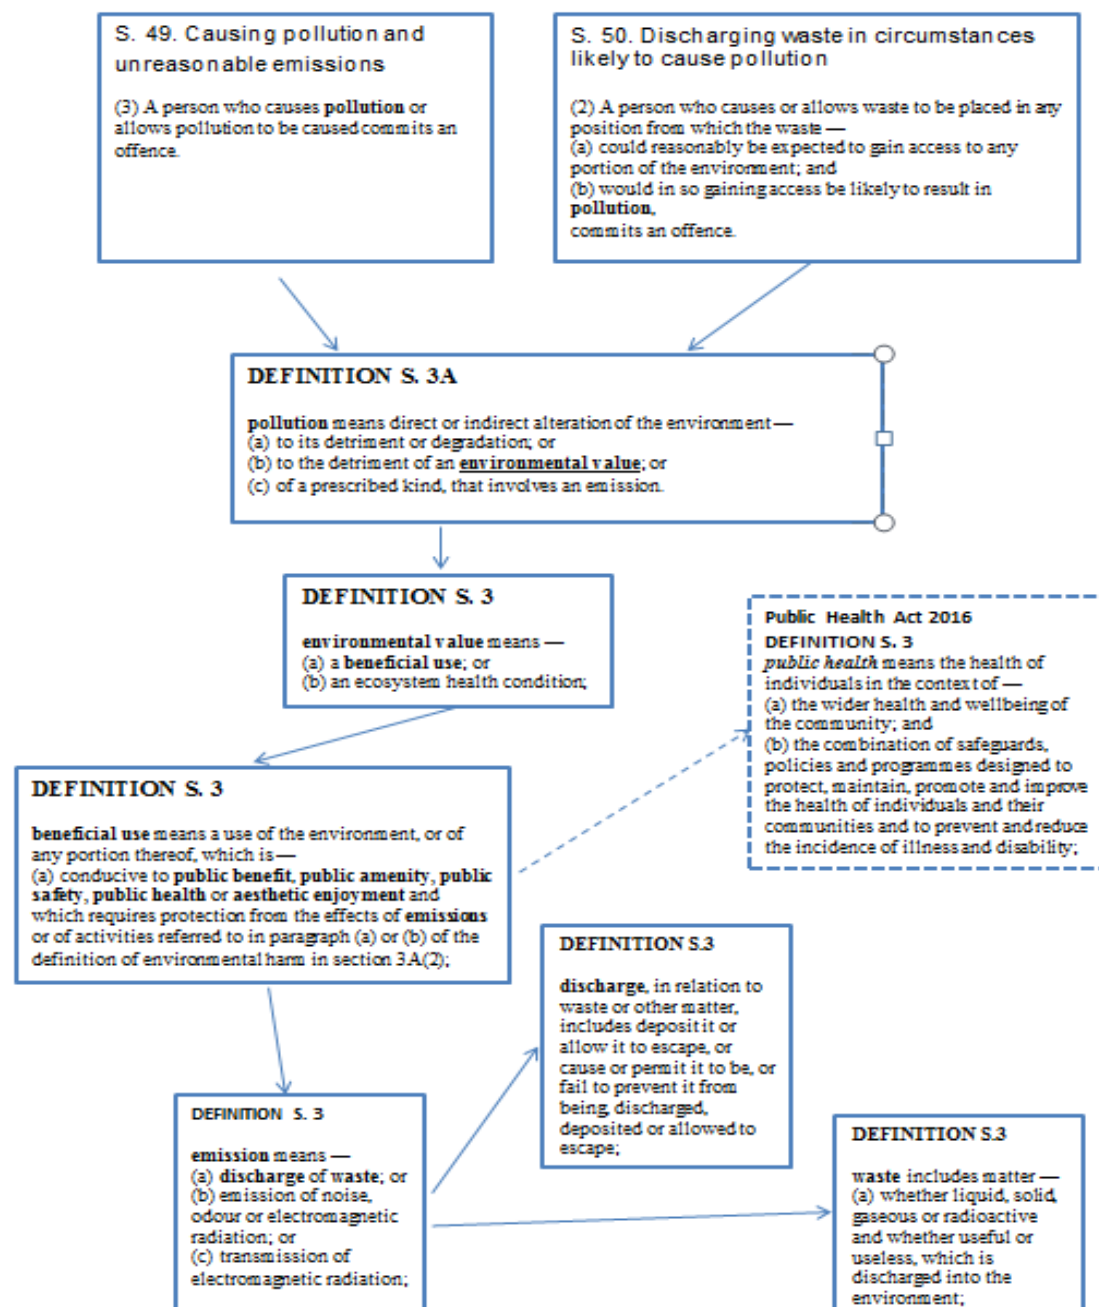 S. 49. Causing pollution and
unreasonable emissions
(3) A person who causes pollution or
allows pollution to be caused commits an
offence.
S. 50. Discharging waste in circumstances
likely to cause pollution
(2) A person who causes or allows waste to be placed in any
position from which the waste —
(a) could reasonably be expected to gain access to any
portion of the environment; and
(b) would in so gaining access be likely to result in
pollution,
commits an offence.
DEFINITION S. 3A
pollution means direct or indirect alteration of the environment —
(a) to its detriment or degradation; or
(b) to the detriment of an environmental value; or
(c) of a prescribed kind, that involves an emission.
DEFINITION S. 3
environmental value means —
(a) a beneficial use; or
(b) an ecosystem health condition;
Public Health Act 2016
DEFINITION S. 3
public health means the health of
individuals in the context of —
(a) the wider health and wellbeing of
the community; and
(b) the combination of safeguards,
policies and programmes designed to
protect, maintain, promote and improve
the health of individuals and their
communities and to prevent and reduce
the incidence of illness and disability;
DEFINITION S. 3
beneficial use means a use of the environment, or of
any portion thereof, which is —
(a) conducive to public benefit, public amenity, public
safety, public health or aesthetic enjoyment and
which requires protection from the effects of emissions
or of activities referred to in paragraph (a) or (b) of the
definition of environmental harm in section 3A(2);
DEFINITION S.3
discharge, in relation to
waste or other matter,
includes deposit it or
allow it to escape, or
cause or permit it to be, or
fail to prevent it from
being, discharged,
deposited or allowed to
escape;
DEFINITION S. 3
emission means —
(a) discharge of waste; or
(b) emission of noise,
odour or electromagnetic
radiation; or
(c) transmission of
electromagnetic radiation;
DEFINITION S.3
waste includes matter —
(a) whether liquid, solid,
gaseous or radioactive
and whether useful or
useless, which is
discharged into the
environment;